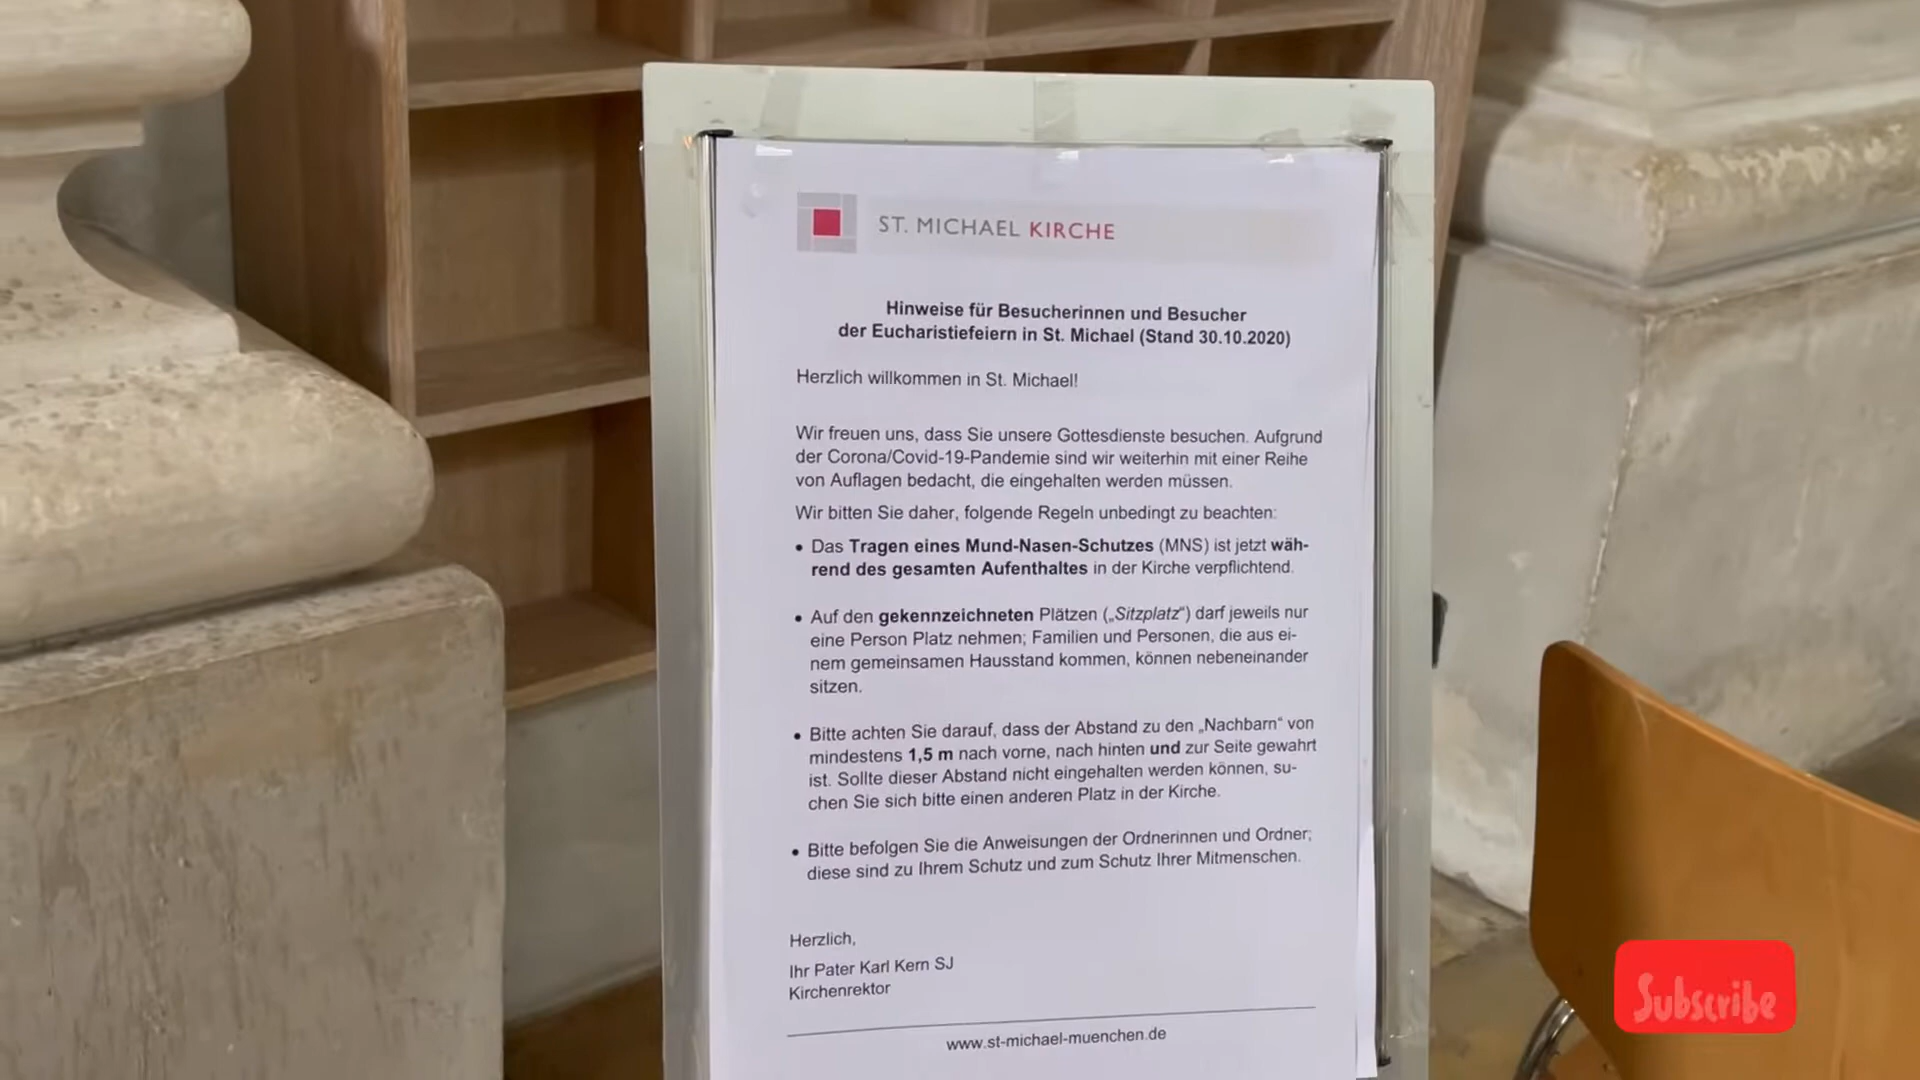 ST. MICHAEL KIRCHE
Hinweise für Besucherinnen und Besucher
der Eucharistiefeiern in St. Michael (Stand 30.10.2020)
Herzlich willkommen in St. Michael!
Wir freuen uns, dass Sie unsere Gottesdienste besuchen. Aufgrund
der Corona/Covid-19-Pandemie sind wir weiterhin mit einer Reihe
von Auflagen bedacht, die eingehalten werden müssen.
Wir bitten Sie daher, folgende Regeln unbedingt zu beachten:
• Das Tragen eines Mund-Nasen-Schutzes (MNS) ist jetzt wäh-
rend des gesamten Aufenthaltes in der Kirche verpflichtend.
• Auf den gekennzeichneten Plätzen („Sitzplatz“) darf jeweils nur
eine Person Platz nehmen; Familien und Personen, die aus ei-
nem gemeinsamen Hausstand kommen, können nebeneinander
sitzen.
• Bitte achten Sie darauf, dass der Abstand zu den „Nachbarn“ von
mindestens 1,5 m nach vorne, nach hinten und zur Seite gewahrt
ist. Sollte dieser Abstand nicht eingehalten werden können, su-
chen Sie sich bitte einen anderen Platz in der Kirche.
• Bitte befolgen Sie die Anweisungen der Ordnerinnen und Ordner;
diese sind zu Ihrem Schutz und zum Schutz Ihrer Mitmenschen.
Herzlich,
Ihr Pater Karl Kern SJ
Kirchenrektor
www.st-michael-muenchen.de
Subscribe